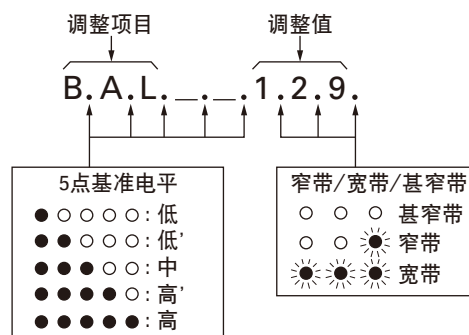 调整项目 调整值
B.A.L._._.1.2.9.
5点基准电平
: 低
: 低'
: 中
: 高'
: 高
窄带/宽带/甚窄带
甚窄带
窄带
宽带